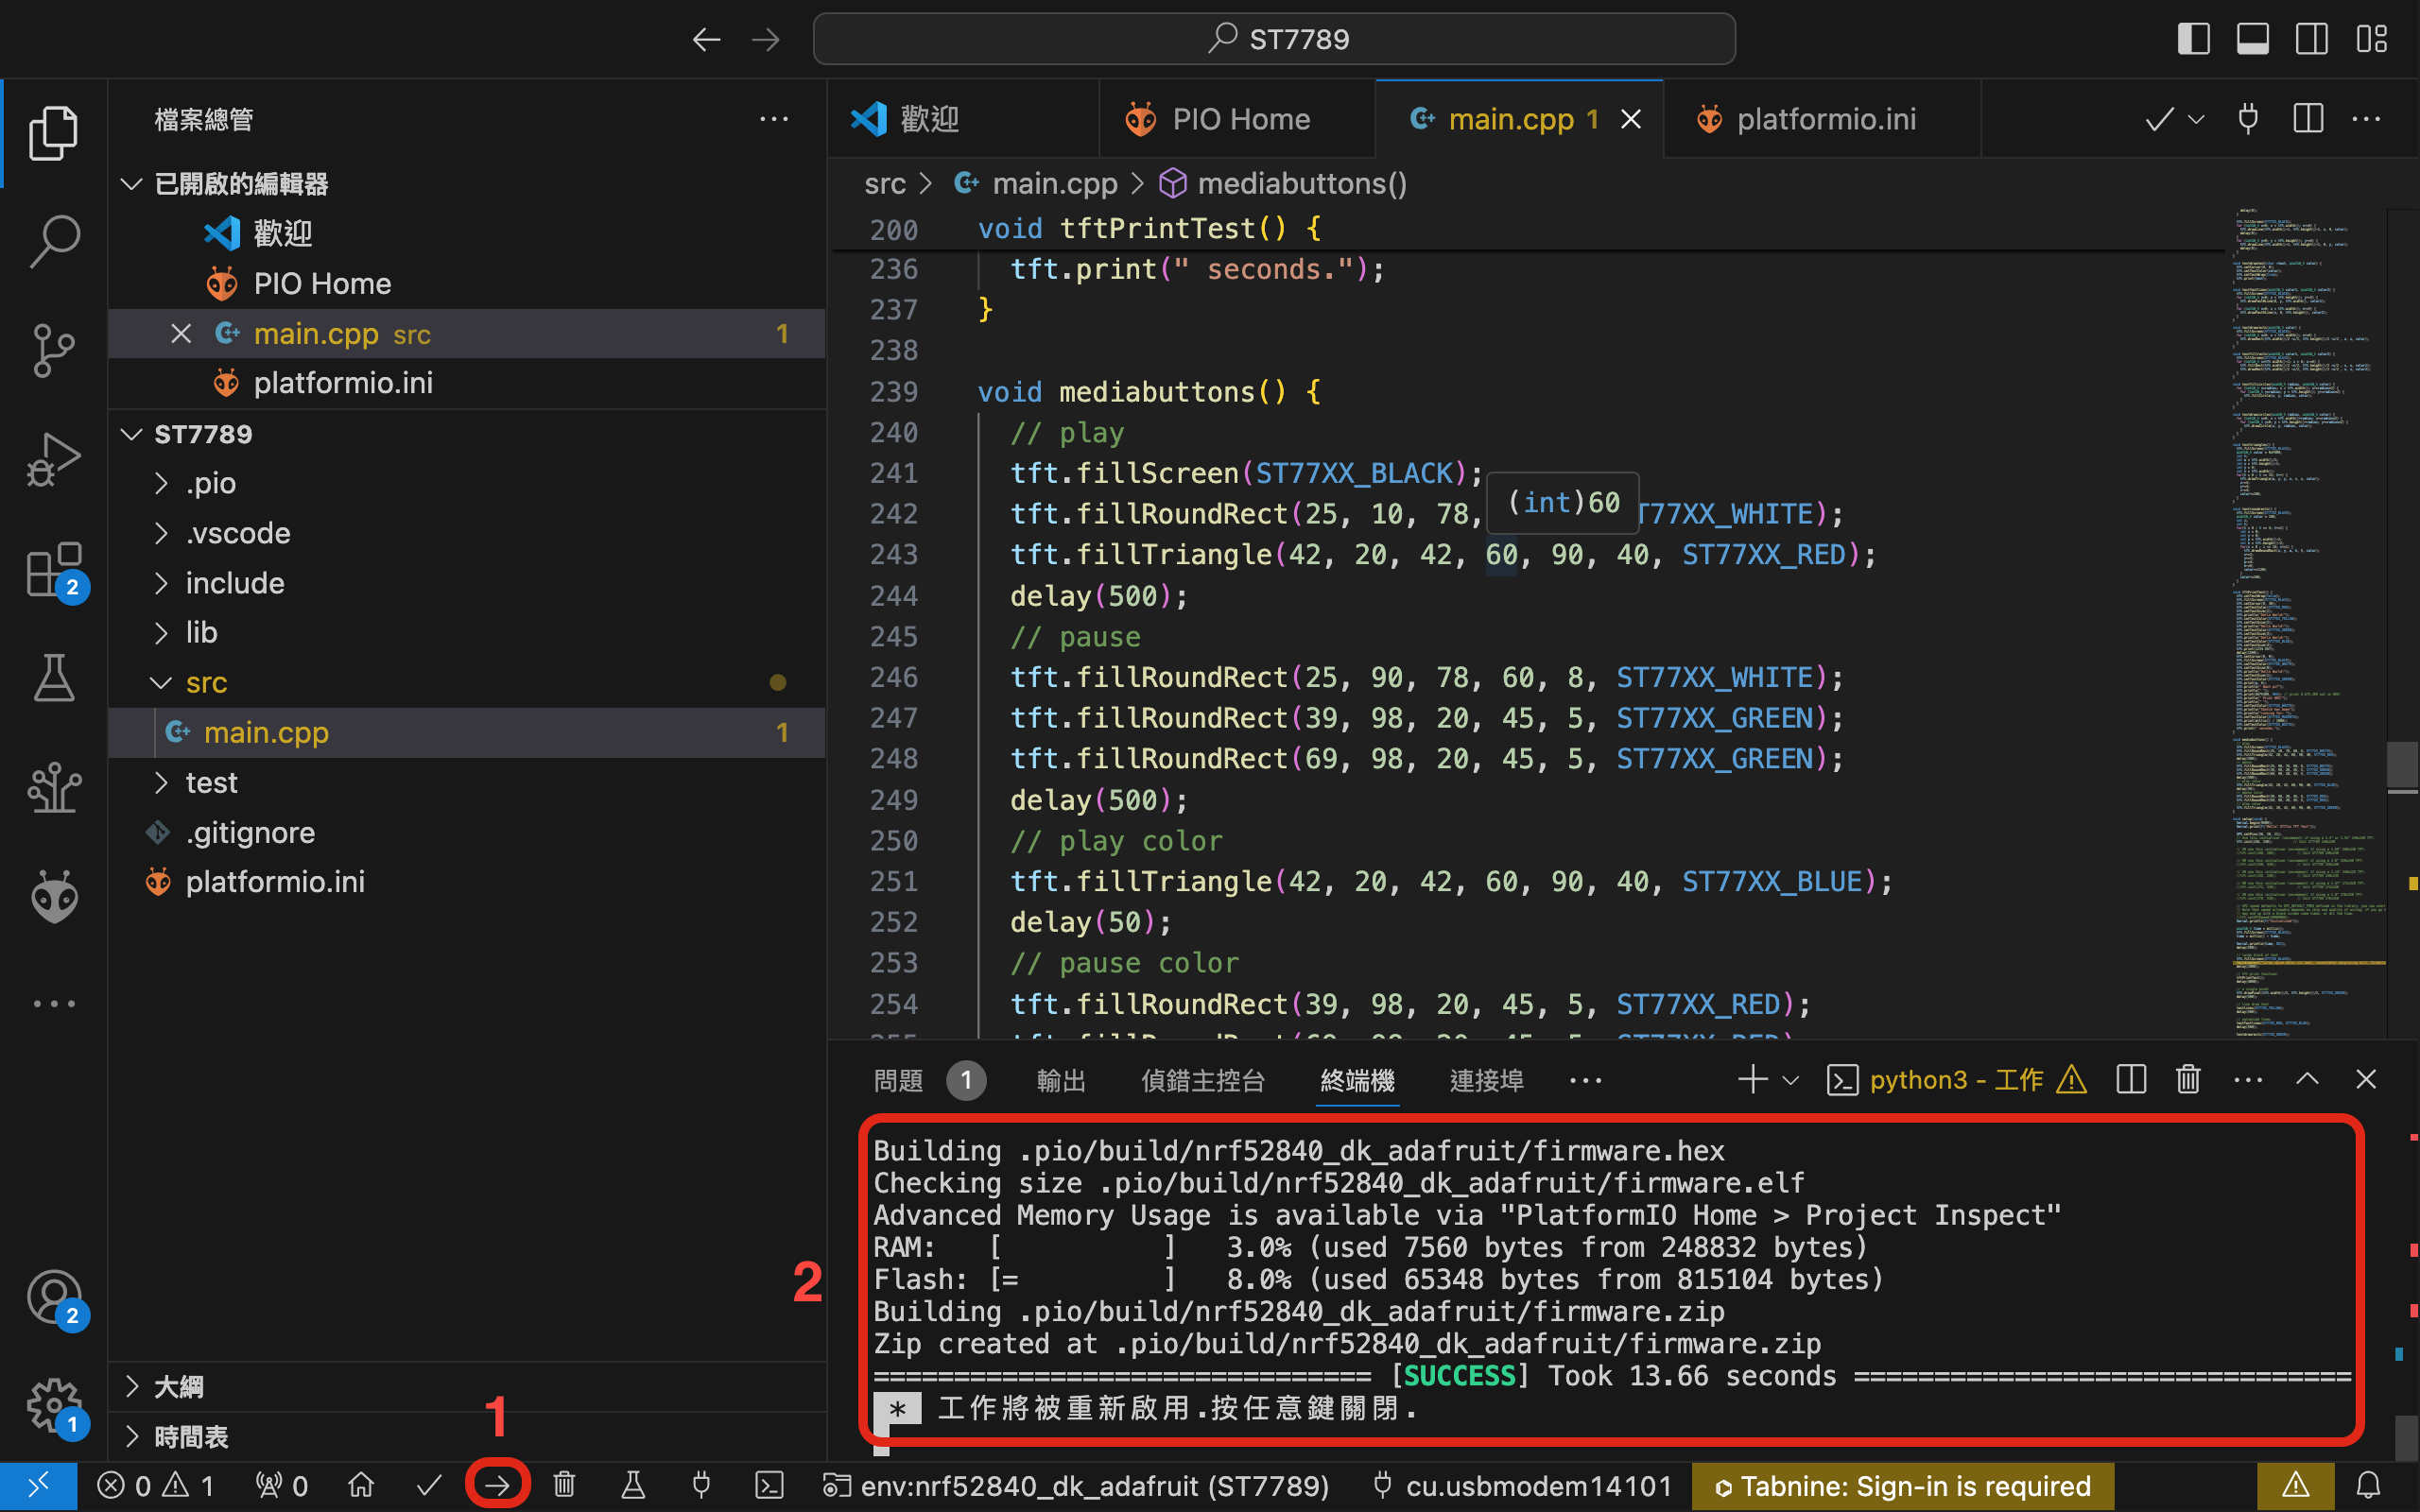 ST7789
檔案總管
已開啟的編輯器
歡迎
PIO Home
main.cpp src 1
platformio.ini
ST7789
.pio
.vscode
include
lib
src
main.cpp 1
test
.gitignore
platformio.ini
大綱
時間表
2
2
1
歡迎
PIO Home
main.cpp 1
platformio.ini
src > main.cpp > mediabuttons()
200 void tftPrintTest() {
236 tft.print(" seconds.");
237 }
238
239 void mediabuttons() {
240 // play
241 tft.fillScreen(ST77XX_BLACK);
(int)60
242 tft.fillRoundRect(25, 10, 78, T77XX_WHITE);
243 tft.fillTriangle(42, 20, 42, 60, 90, 40, ST77XX_RED);
244 delay(500);
245 // pause
246 tft.fillRoundRect(25, 90, 78, 60, 8, ST77XX_WHITE);
247 tft.fillRoundRect(39, 98, 20, 45, 5, ST77XX_GREEN);
248 tft.fillRoundRect(69, 98, 20, 45, 5, ST77XX_GREEN);
249 delay(500);
250 // play color
251 tft.fillTriangle(42, 20, 42, 60, 90, 40, ST77XX_BLUE);
252 delay(50);
253 // pause color
254 tft.fillRoundRect(39, 98, 20, 45, 5, ST77XX_RED);
255 tft.fillRoundRect(69, 98, 20, 45, 5, ST77XX_RED)
問題 1 輸出 偵錯主控台 終端機 連接埠
python3 - 工作
Building .pio/build/nrf52840_dk_adafruit/firmware.hex
Checking size .pio/build/nrf52840_dk_adafruit/firmware.elf
Advanced Memory Usage is available via "PlatformIO Home > Project Inspect"
RAM: [ ] 3.0% (used 7560 bytes from 248832 bytes)
Flash: [= ] 8.0% (used 65348 bytes from 815104 bytes)
Building .pio/build/nrf52840_dk_adafruit/firmware.zip
Zip created at .pio/build/nrf52840_dk_adafruit/firmware.zip
=============================== [SUCCESS] Took 13.66 seconds ===============================
* 工作將被重新啟用.按任意鍵關閉.
2
1
0 1 0 env:nrf52840_dk_adafruit (ST7789) cu.usbmodem14101 Tabnine: Sign-in is required